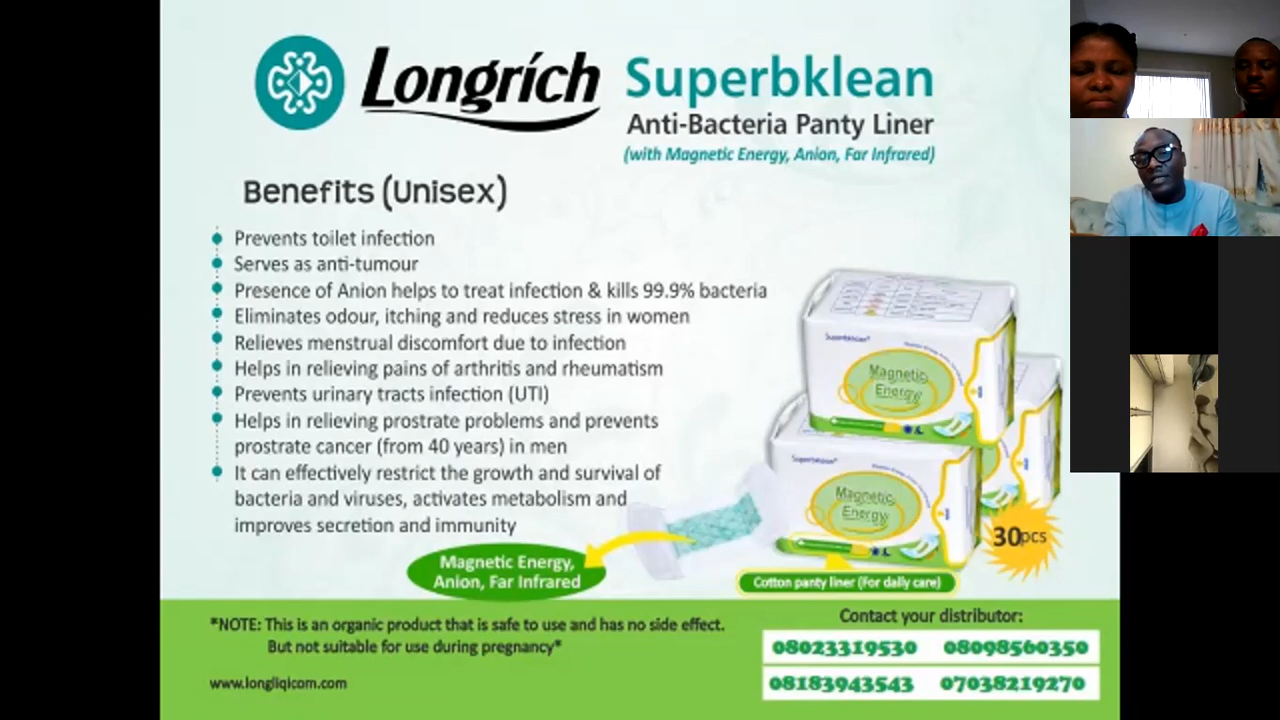 Longrích
Superbklean
Anti-Bacteria Panty Liner
(with Magnetic Energy, Anion, Far Infrared)
Benefits (Unisex)
Prevents toilet infection
Serves as anti-tumour
Presence of Anion helps to treat infection & kills 99.9% bacteria
Eliminates odour, itching and reduces stress in women
Relieves menstrual discomfort due to infection
Helps in relieving pains of arthritis and rheumatism
Prevents urinary tracts infection (UTI)
Helps in relieving prostrate problems and prevents
prostrate cancer (from 40 years) in men
It can effectively restrict the growth and survival of
bacteria and viruses, activates metabolism and
improves secretion and immunity
Superbklean
Magnetic
Energy
Superbklean
Magnetic
Energy
30pcs
Magnetic Energy,
Anion, Far Infrared
Cotton panty liner (For daily care)
*NOTE: This is an organic product that is safe to use and has no side effect.
But not suitable for use during pregnancy*
www.longliqicom.com
Contact your distributor:
08023319530 08098560350
08183943543 07038219270